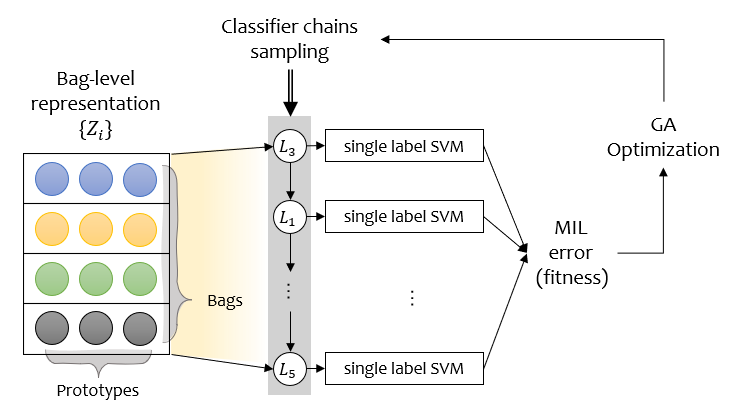 Classifier chains
sampling
Bag-level
representation
{Z_i}
L_3
single label SVM
GA
Optimization
L_1
single label SVM
MIL
error
(fitness)
Bags
⋮
⋮
L_5
single label SVM
Prototypes